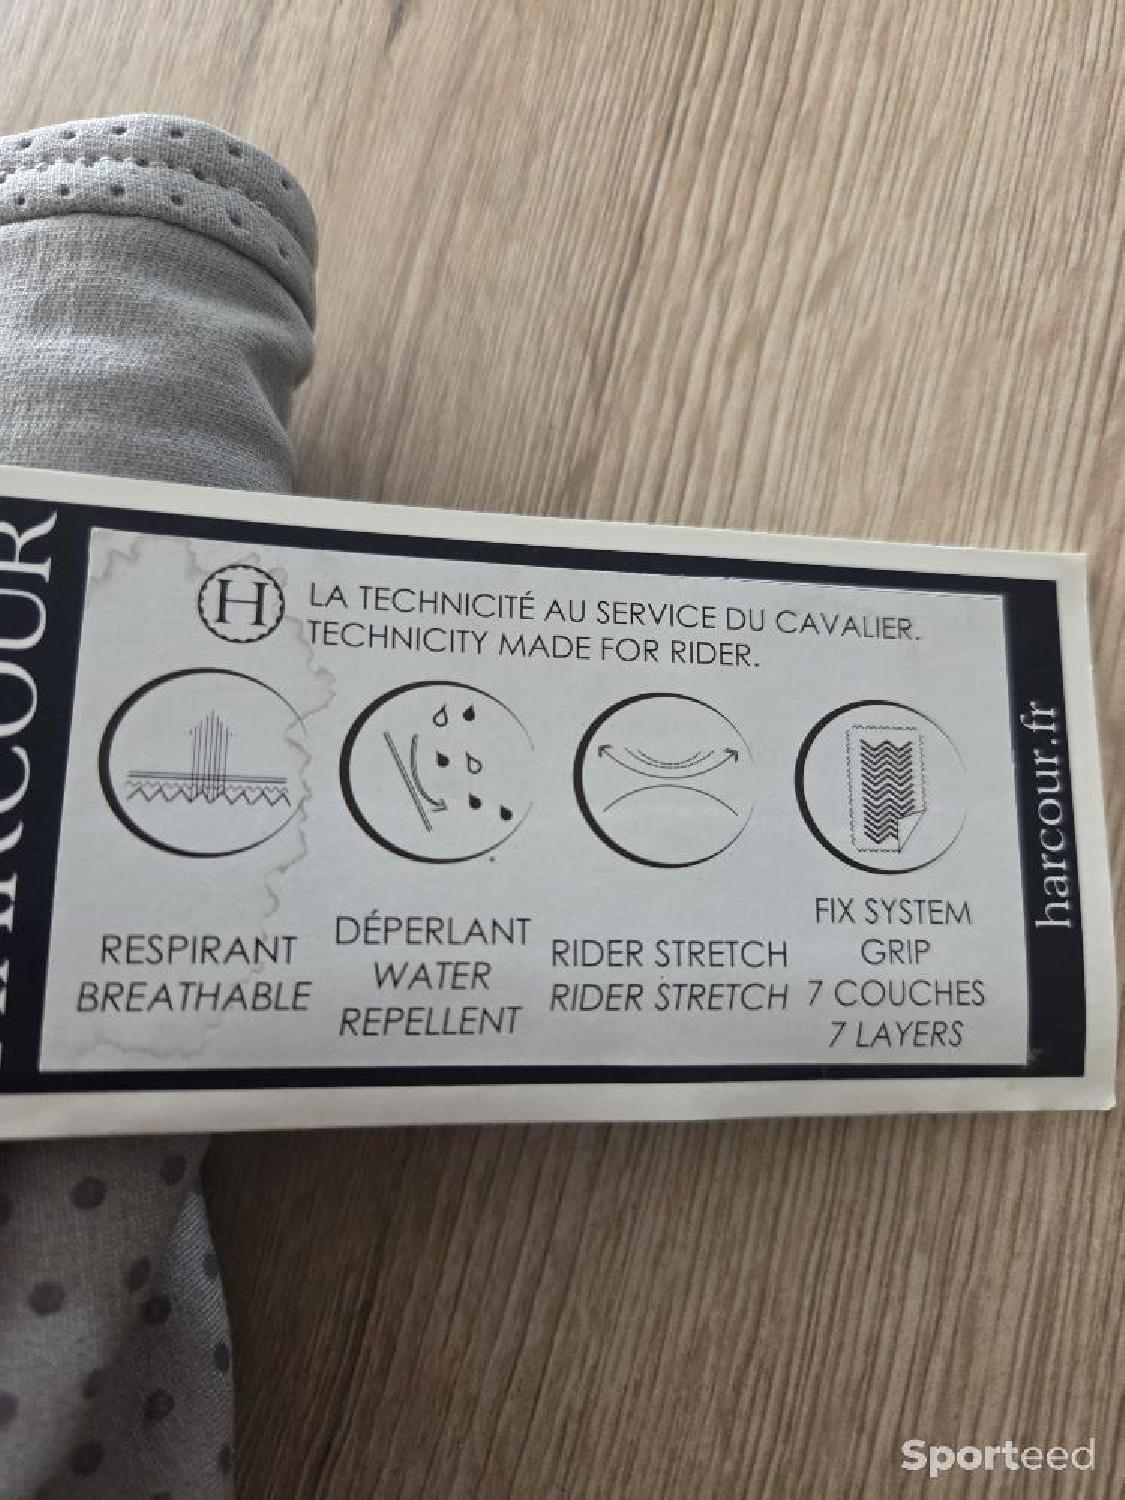 HARCOUR
H
LA TECHNICITÉ AU SERVICE DU CAVALIER.
TECHNICITY MADE FOR RIDER.
RESPIRANT
BREATHABLE
DÉPERLANT
WATER
REPELLENT
RIDER STRETCH
RIDER STRETCH
FIX SYSTEM
GRIP
7 COUCHES
7 LAYERS
harcour.fr
Sporteed